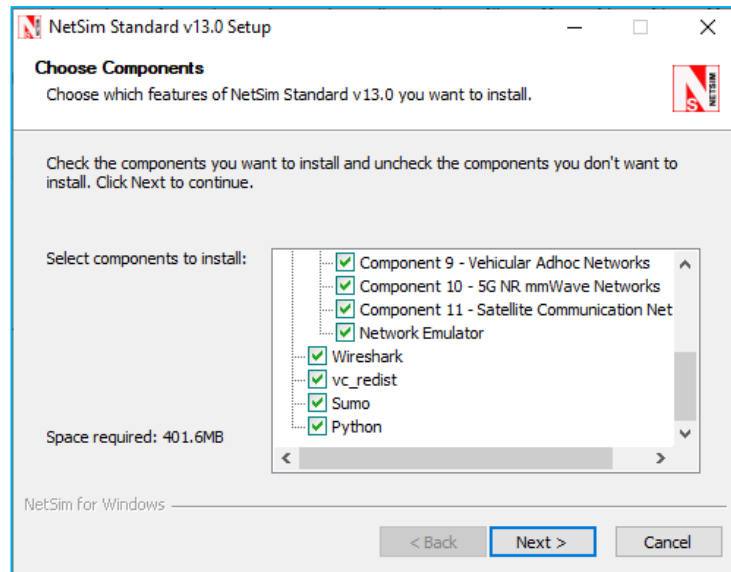 NetSim Standard v13.0 Setup
Choose Components
Choose which features of NetSim Standard v13.0 you want to install.
NS
NETSIM
Check the components you want to install and uncheck the components you don't want to
install. Click Next to continue.
Select components to install:
Component 9 - Vehicular Adhoc Networks
Component 10 - 5G NR mmWave Networks
Component 11 - Satellite Communication Net
Network Emulator
Wireshark
vc_redist
Sumo
Python
Space required: 401.6MB
NetSim for Windows
< Back
Next >
Cancel